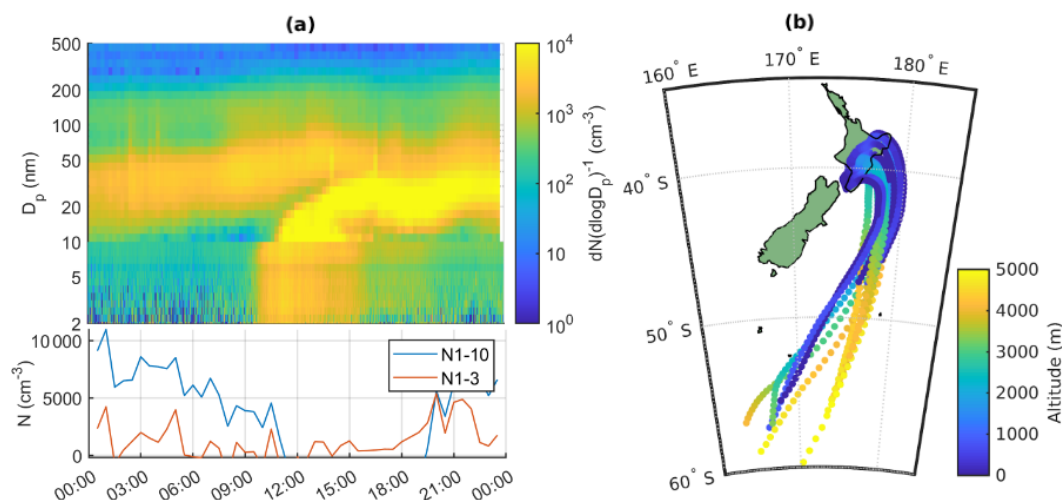 (a)
500
200
100
50
20
10
5
2
D_p (nm)
10^4
10^3
10^2
10^1
10^0
dN(dlogD_p)^-1 (cm^-3)
10000
5000
0
N (cm^-3)
N1-10
N1-3
00:00
03:00
06:00
09:00
12:00
15:00
18:00
21:00
00:00
(b)
160° E
170° E
180° E
40° S
50° S
60° S
5000
4000
3000
2000
1000
0
Altitude (m)